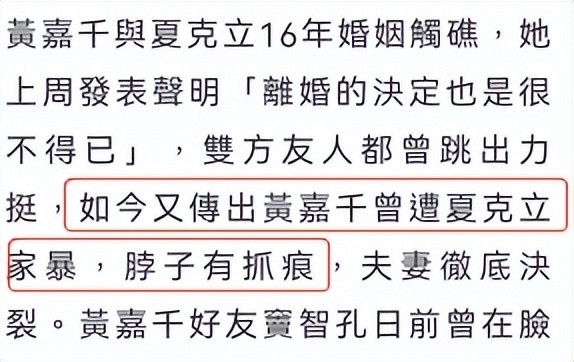 黃嘉千與夏克立16年婚姻觸礁，她
上周發表聲明「離婚的決定也是很
不得已」，雙方友人都曾跳出力
挺，如今又傳出黃嘉千曾遭夏克立
家暴，脖子有抓痕，夫妻徹底決
裂。黃嘉千好友竇智孔日前曾在臉